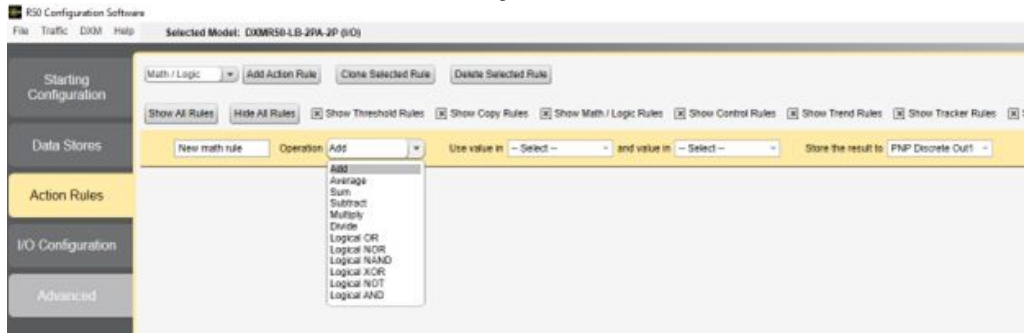 R50 Configuration Software
File Traffic DXM Help Selected Model: DXMR50-LB-2PA-2P (I/O)
Starting Configuration
Math / Logic Add Action Rule Clone Selected Rule Delete Selected Rule
Show All Rules Hide All Rules Show Threshold Rules Show Copy Rules Show Math / Logic Rules Show Control Rules Show Trend Rules Show Tracker Rules
Data Stores
New math rule Operation Add Use value in -- Select -- and value in -- Select -- Store the result to PNP Discrete Out1
Add
Average
Sum
Subtract
Multiply
Divide
Logical OR
Logical NOR
Logical NAND
Logical XOR
Logical NOT
Logical AND
Action Rules
I/O Configuration
Advanced